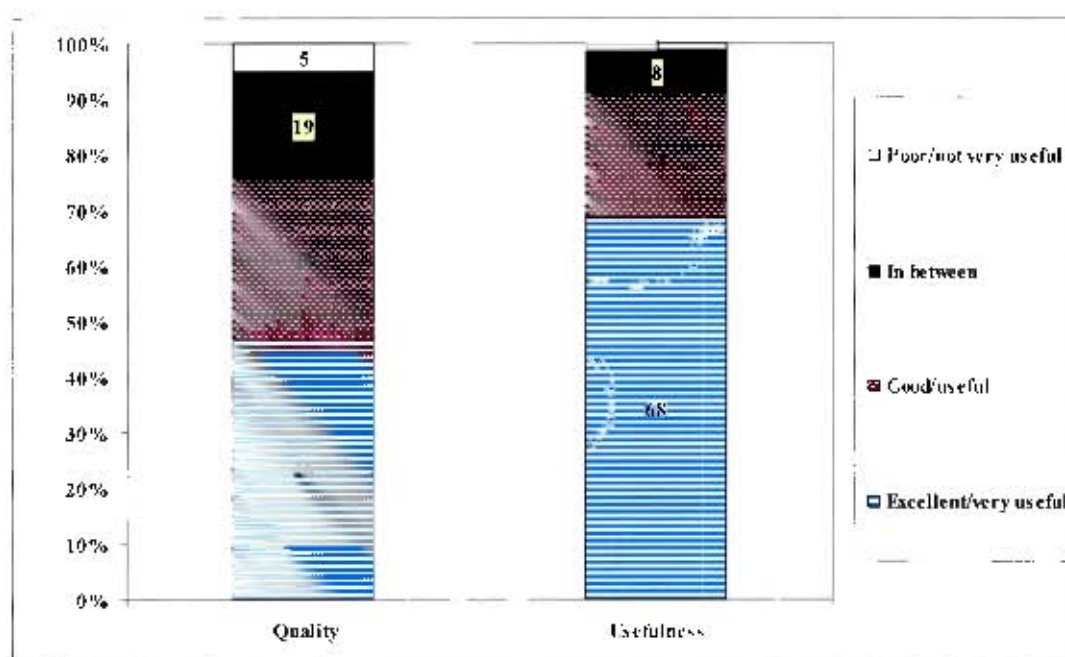 100%
90%
80%
70%
60%
50%
40%
30%
20%
10%
0%
5
19
8
68
Quality
Usefulness
Poor/not very useful
In between
Good/useful
Excellent/very useful